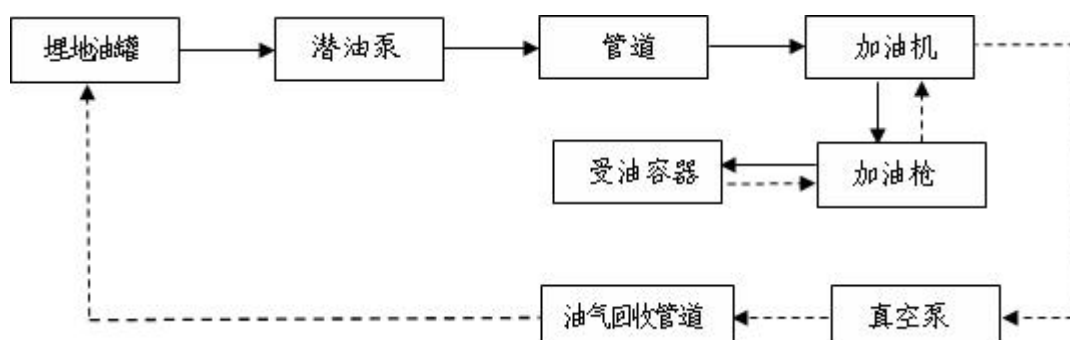 埋地油罐
潜油泵
管道
加油机
受油容器
加油枪
油气回收管道
真空泵